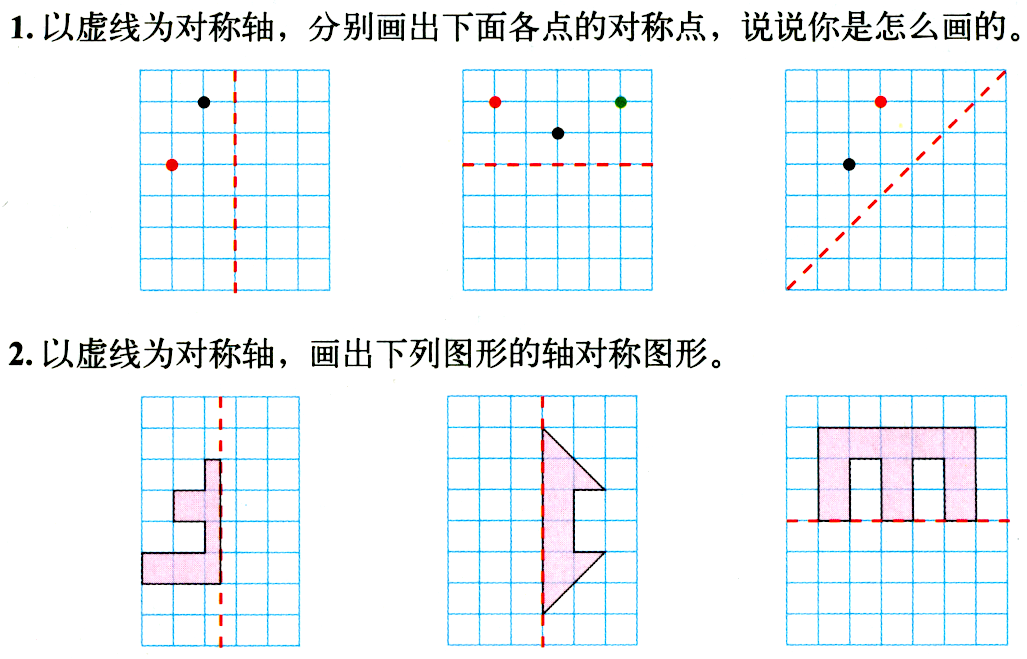 1. 以虚线为对称轴，分别画出下面各点的对称点，说说你是怎么画的。
2. 以虚线为对称轴，画出下列图形的轴对称图形。